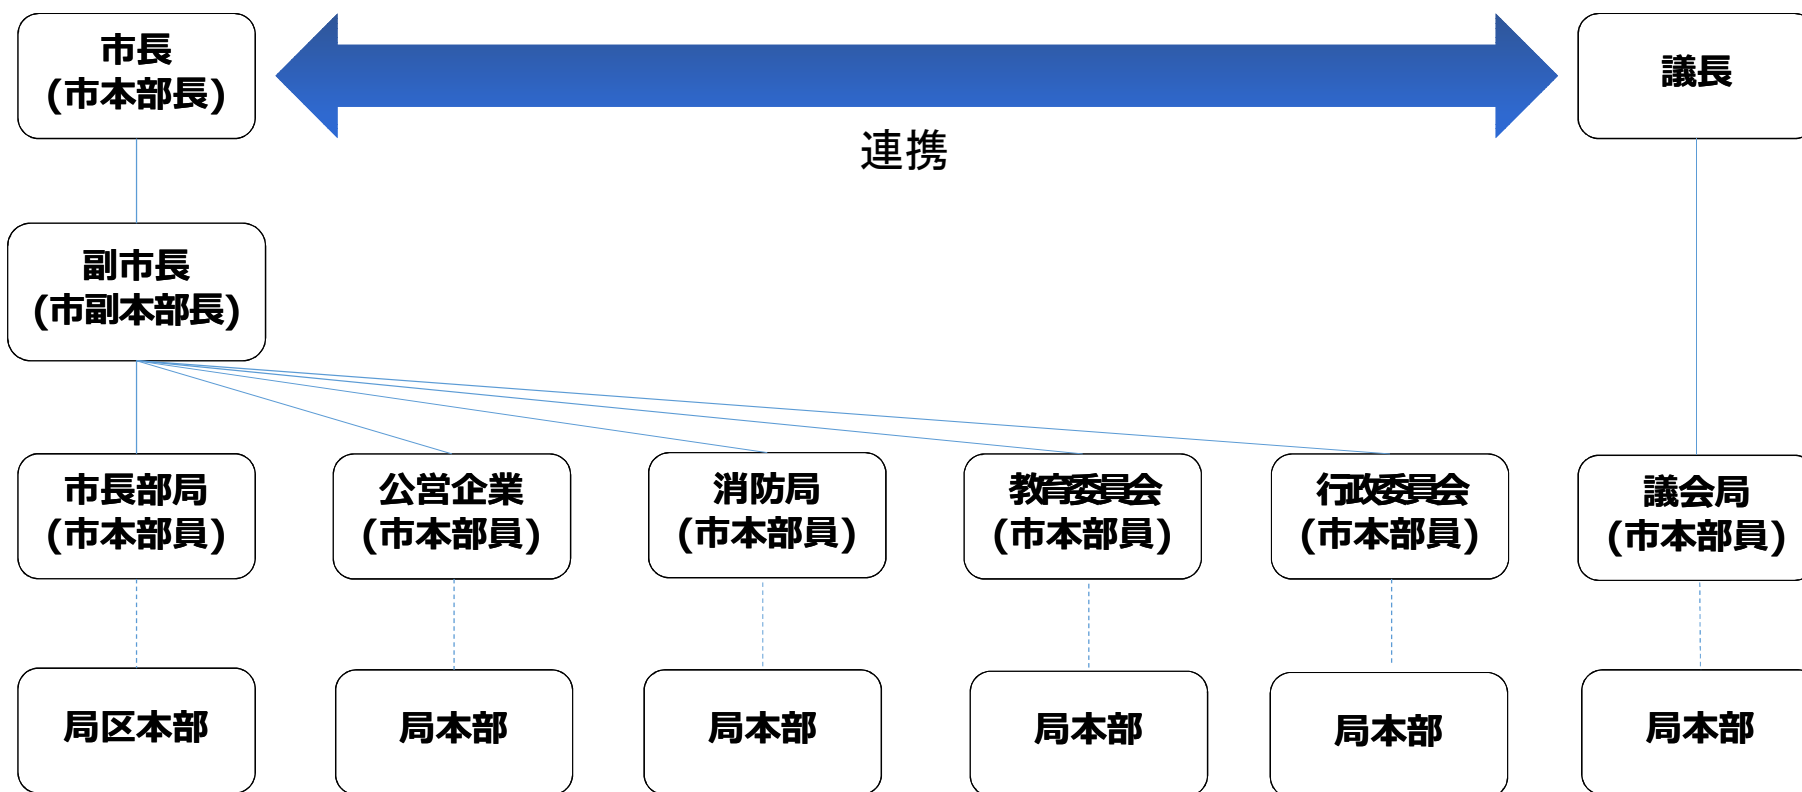 市長
(市本部長)
議長
連携
副市長
(市副本部長)
市長部局
(市本部員)
公営企業
(市本部員)
消防局
(市本部員)
教育委員会
(市本部員)
行政委員会
(市本部員)
議会局
(市本部員)
局区本部
局本部
局本部
局本部
局本部
局本部